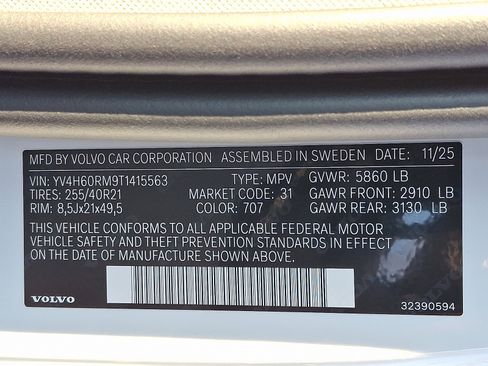 MFD BY VOLVO CAR CORPORATION ASSEMBLED IN SWEDEN DATE: 11/25
VIN: YV4H60RM9T1415563 TYPE: MPV GVWR: 5860 LB
TIRES: 255/40R21 MARKET CODE: 31 GAWR FRONT: 2910 LB
RIM: 8,5Jx21x49,5 COLOR: 707 GAWR REAR: 3130 LB
THIS VEHICLE CONFORMS TO ALL APPLICABLE FEDERAL MOTOR
VEHICLE SAFETY AND THEFT PREVENTION STANDARDS IN EFFECT
ON THE DATE OF MANUFACTURE SHOWN ABOVE.
VOLVO 32390594